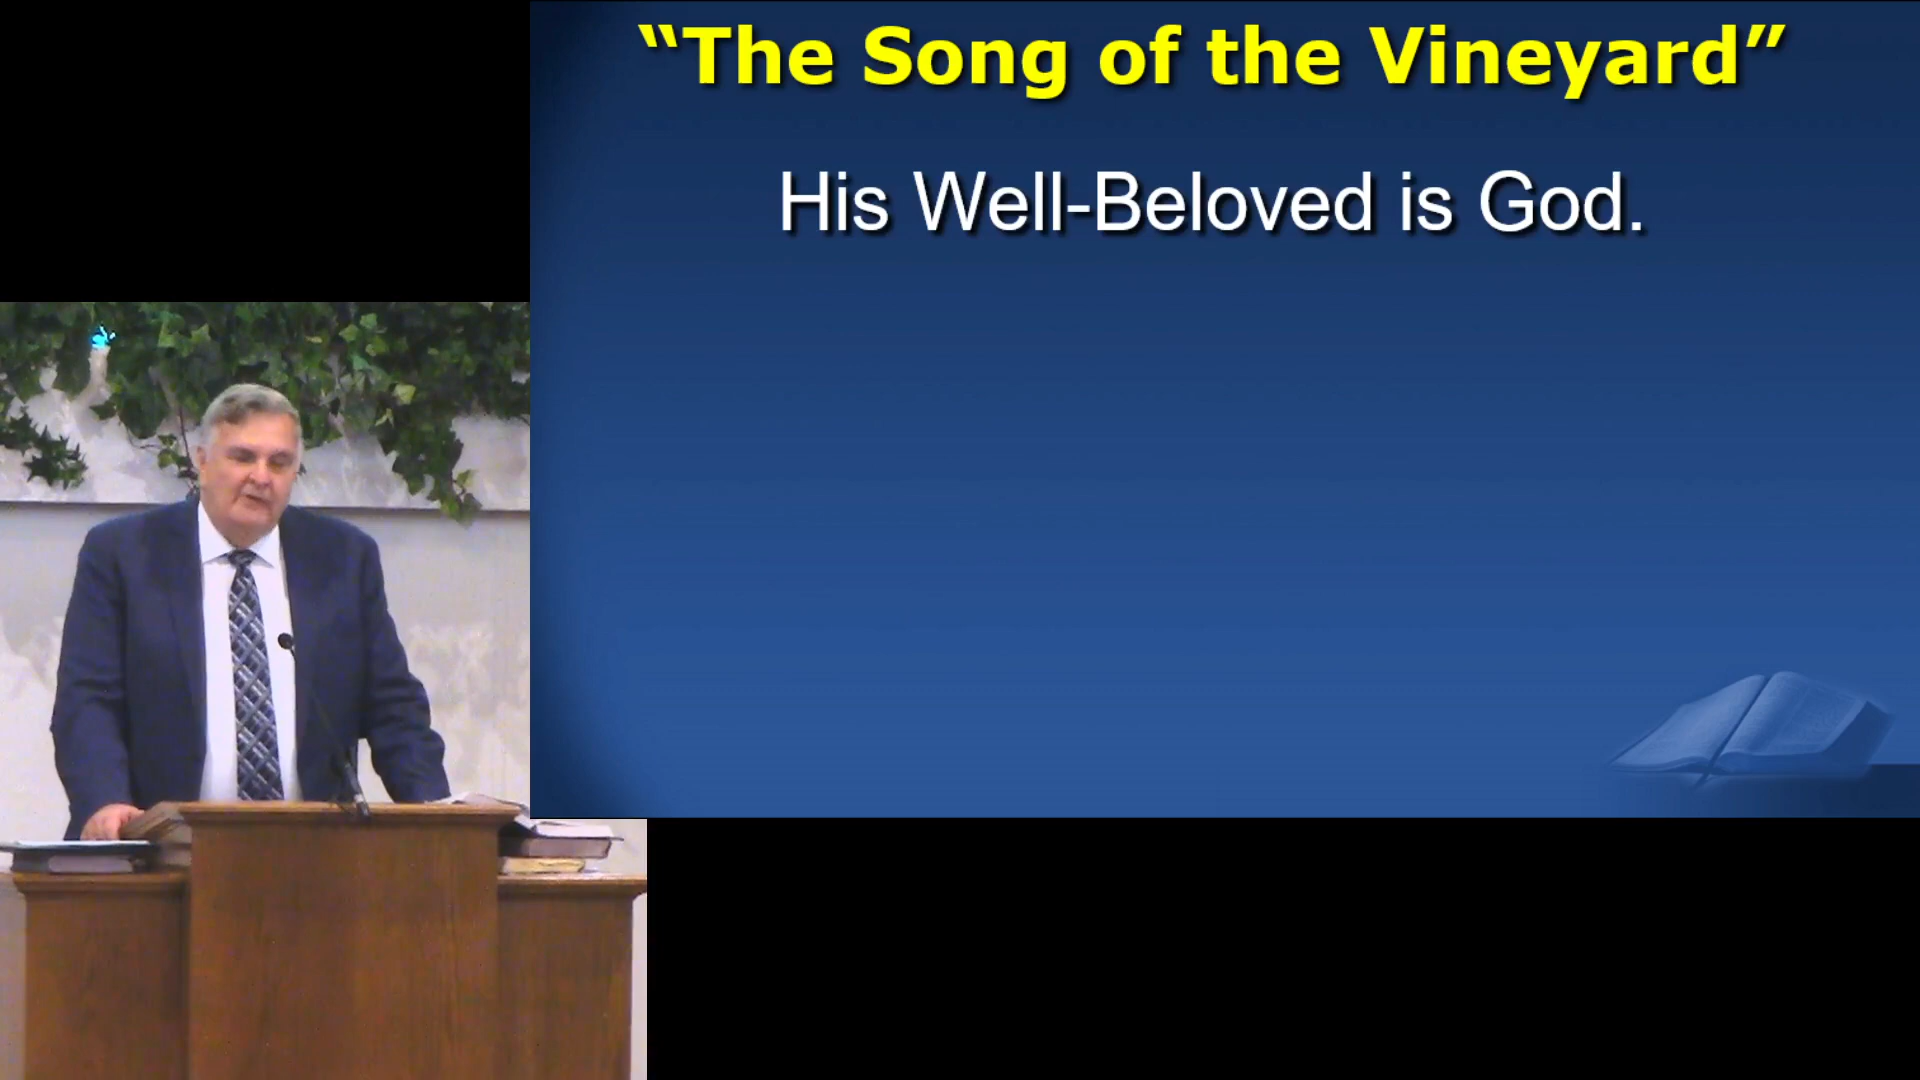 “The Song of the Vineyard”
His Well-Beloved is God.